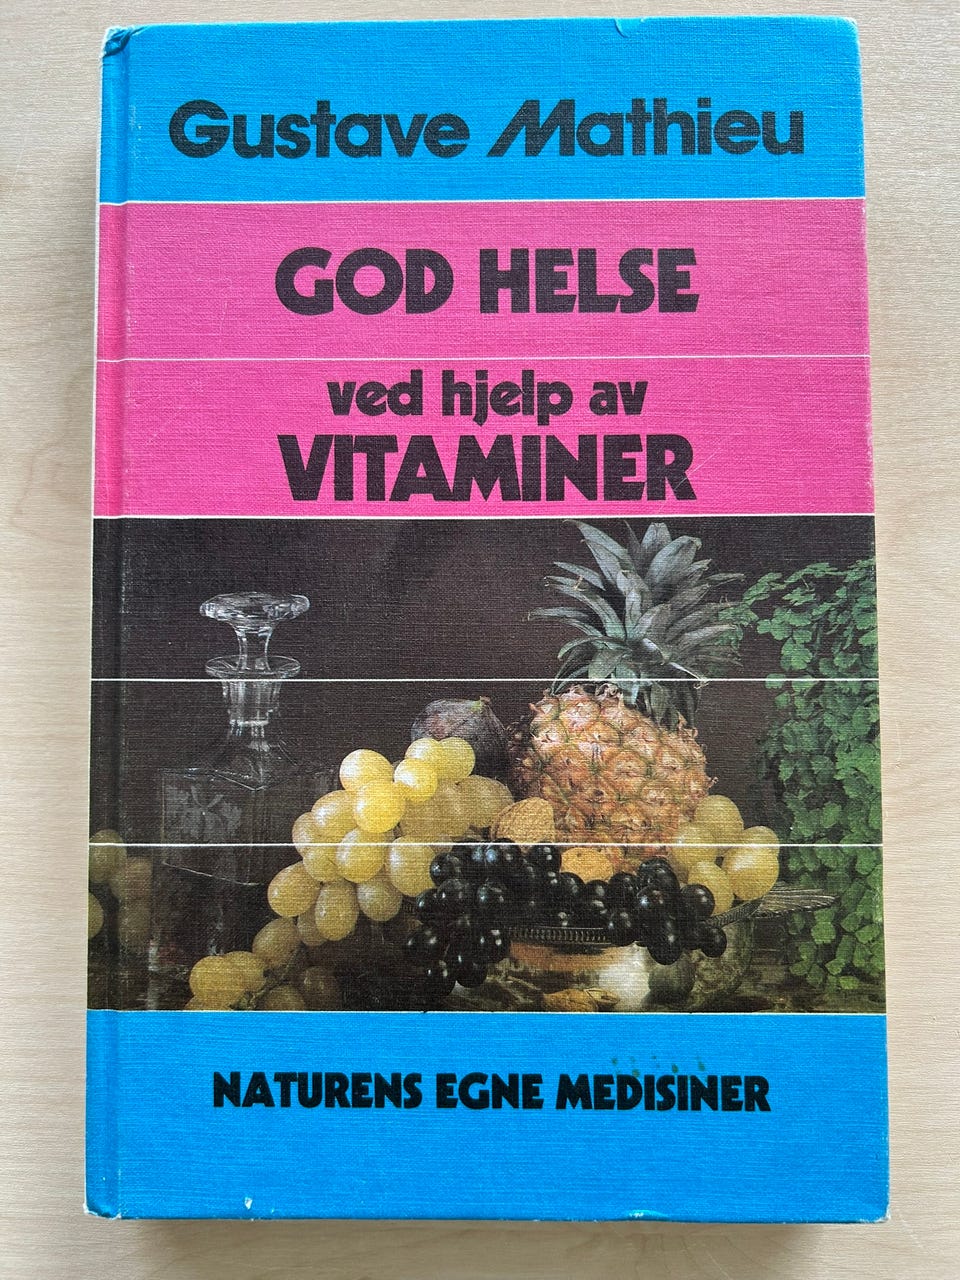 Gustave Mathieu
GOD HELSE
ved hjelp av
VITAMINER
NATURENS EGNE MEDISINER